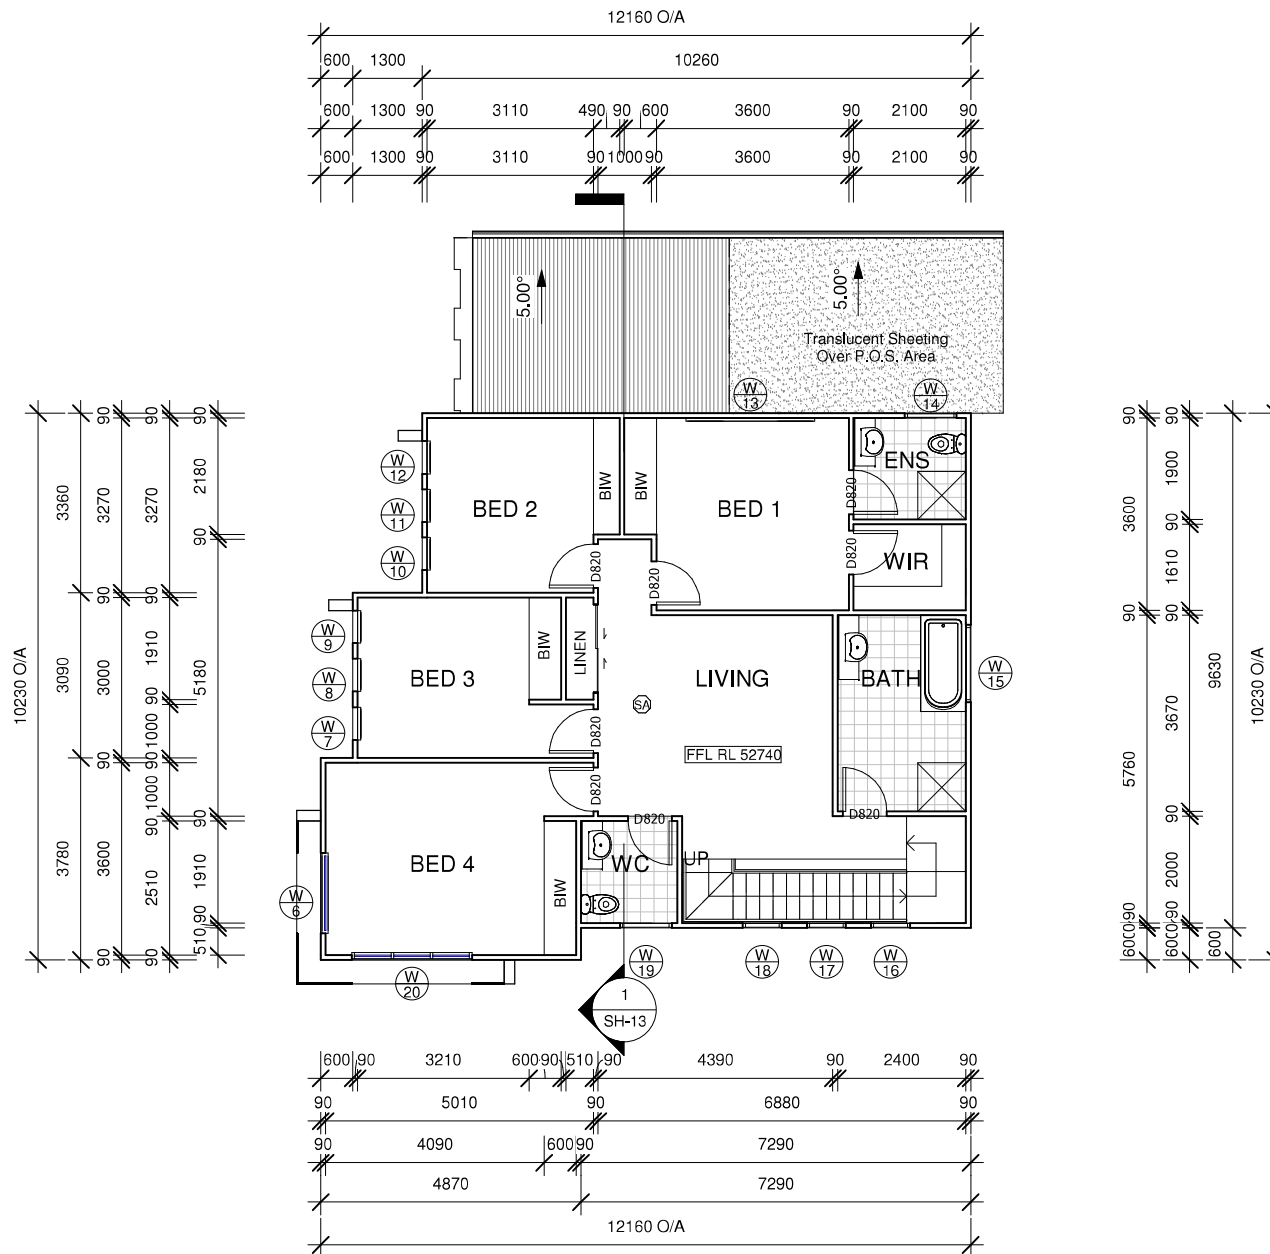 12160 O/A
600 1300 10260
600 1300 90 3110 490 90 600 3600 90 2100 90
600 1300 90 3110 90 1000 90 3600 90 2100 90
5.00°
5.00°
Translucent Sheeting
Over P.O.S. Area
W
13
W
14
W
12
W
11
W
10
W
9
W
8
W
7
W
6
W
15
BED 2
BIW
BIW
BED 1
ENS
WIR
D820
D820
D820
D820
BED 3
BIW
LINEN
LIVING
BATH
SA
FFL RL 52740
D820
D820
D820
D820
BED 4
BIW
WC
UP
W
20
W
19
W
18
W
17
W
16
1
SH-13
10230 O/A
3360
3090
3780
90
3270
90
3000
90
3600
90
90
3270
90
1910
90
1000
90
1000
90
2510
90
90
2180
90
5180
90
1910
90
510
90
3600
90
5760
90
600
90
1900
90
1610
90
3670
90
2000
90
600
9630
600
10230 O/A
600 90 3210 600 90 510 90 4390 90 2400 90
90 5010 90 6880 90
90 4090 600 90 7290
4870 7290
12160 O/A